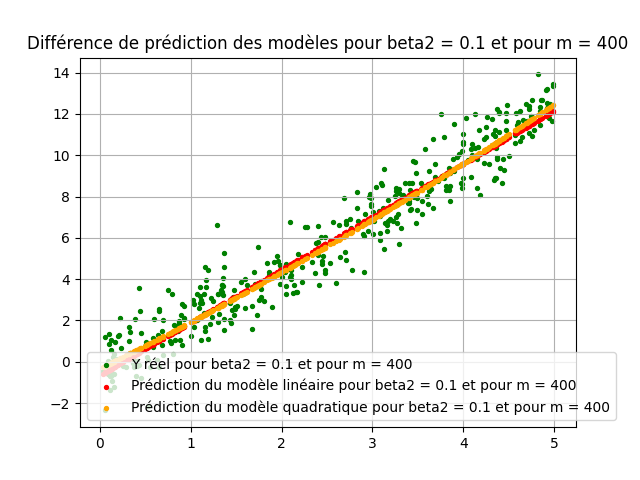 Différence de prédiction des modèles pour beta2 = 0.1 et pour m = 400
14
12
10
8
6
4
2
0
−2
Y réel pour beta2 = 0.1 et pour m = 400
Prédiction du modèle linéaire pour beta2 = 0.1 et pour m = 400
Prédiction du modèle quadratique pour beta2 = 0.1 et pour m = 400
0 1 2 3 4 5